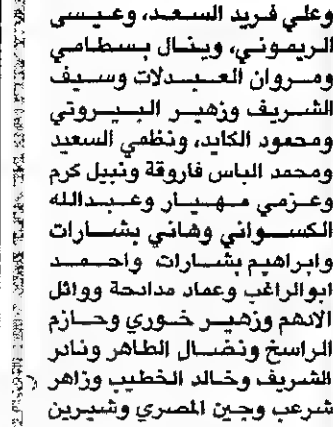 وعلي فريد السعد، وعيسى
الريموني، وينال بسطامي
ومروان العبدلات وسيف
الشريف وزهير البيروتي
ومحمود الكايد، ونظمي السعيد
ومحمد الباس فاروقة ونبيل كرم
وعزمي مهيار وعبدالله
الكسواني وهاني بشارات
وابراهيم بشارات واحمد
ابوالراغب وعماد مدانحة ووائل
الادهم وزهير خوري وحازم
الراسخ ونضال الطاهر ونادر
الشريف وخالد الخطيب وزاهر
شرعب وجين المصري وشيرين